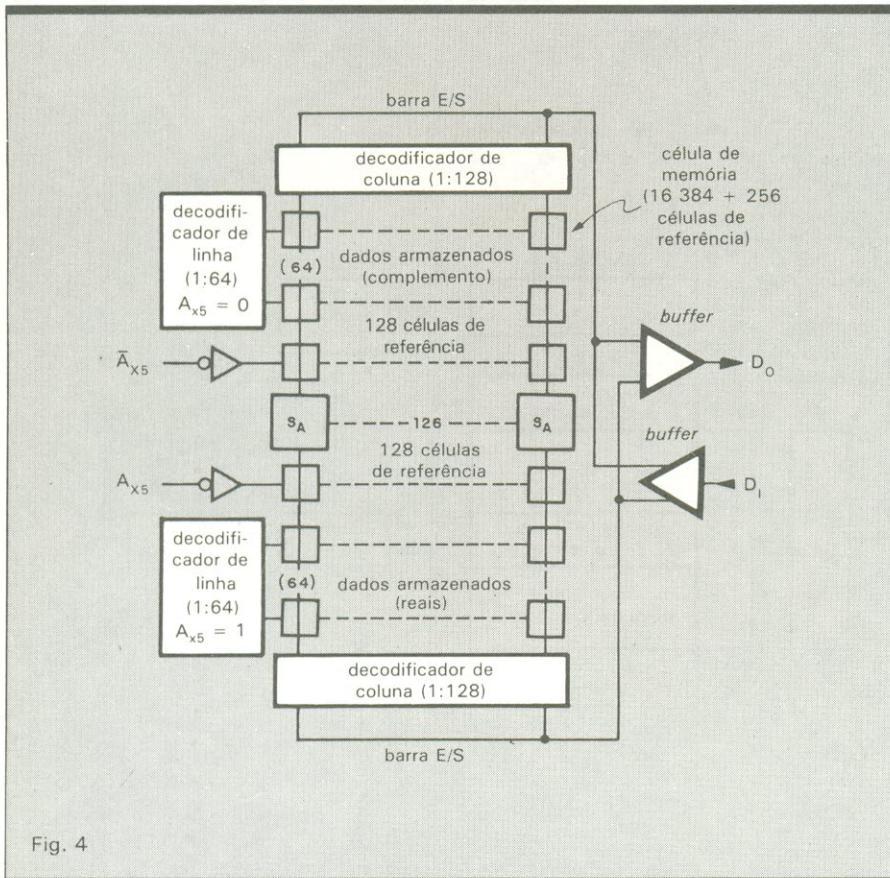 barra E/S
decodificador de
coluna (1:128)
célula de
memória
(16 384 + 256
células de
referência)
decodifi-
cador de
linha
(1:64)
A_x5 = 0
(64)
dados armazenados
(complemento)
128 células de
referência
Ā_X5
buffer
D_O
S_A
126
S_A
128 células
de referência
buffer
D_I
A_X5
decodifi-
cador de
linha
(1:64)
A_x5 = 1
(64)
dados armazenados
(reais)
decodificador de
coluna (1:128)
barra E/S
Fig. 4